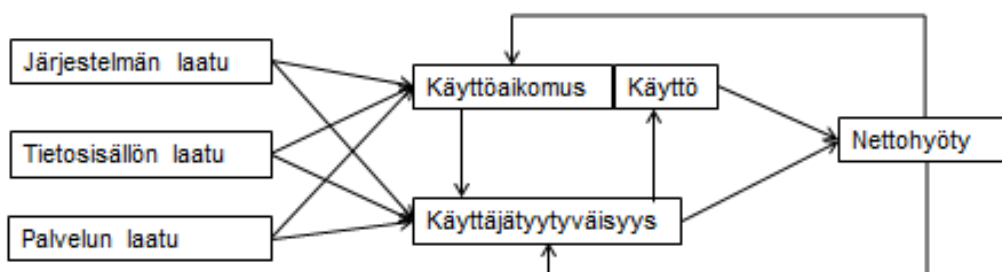 Järjestelmän laatu
Tietosisällön laatu
Palvelun laatu
Käyttöaikomus
Käyttö
Käyttäjätyytyväisyys
Nettohyöty